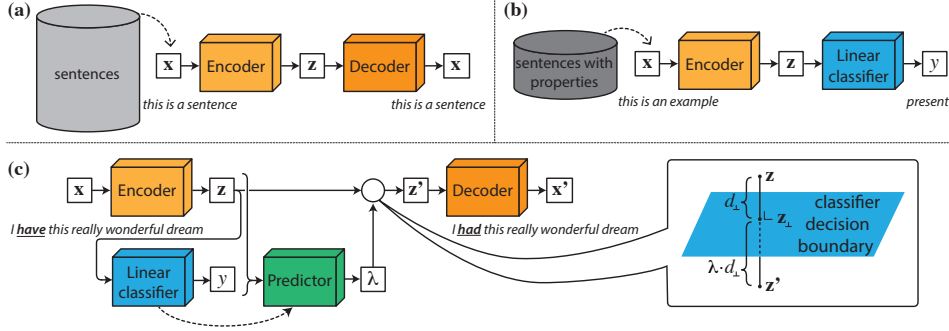 (a)
sentences
x
Encoder
z
Decoder
x
this is a sentence
this is a sentence
(b)
sentences with
properties
x
Encoder
z
Linear
classifier
y
this is an example
present
(c)
x
Encoder
z
z'
Decoder
x'
I have this really wonderful dream
I had this really wonderful dream
Linear
classifier
y
Predictor
λ
z
d⊥
z⊥
classifier
decision
boundary
λ·d⊥
z'